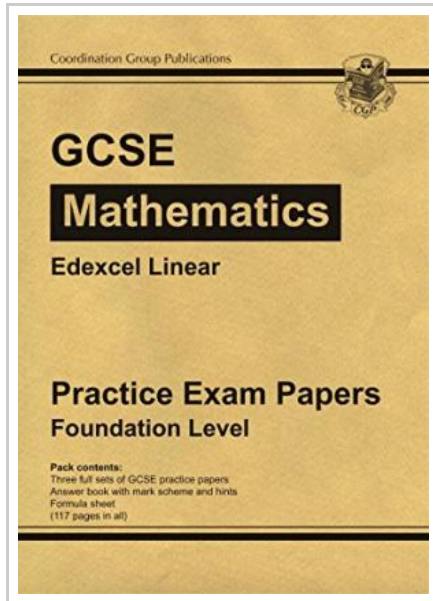 Coordination Group Publications
CGP
GCSE
Mathematics
Edexcel Linear
Practice Exam Papers
Foundation Level
Pack contents:
Three full sets of GCSE practice papers
Answer book with mark scheme and hints
Formula sheet
(117 pages in all)